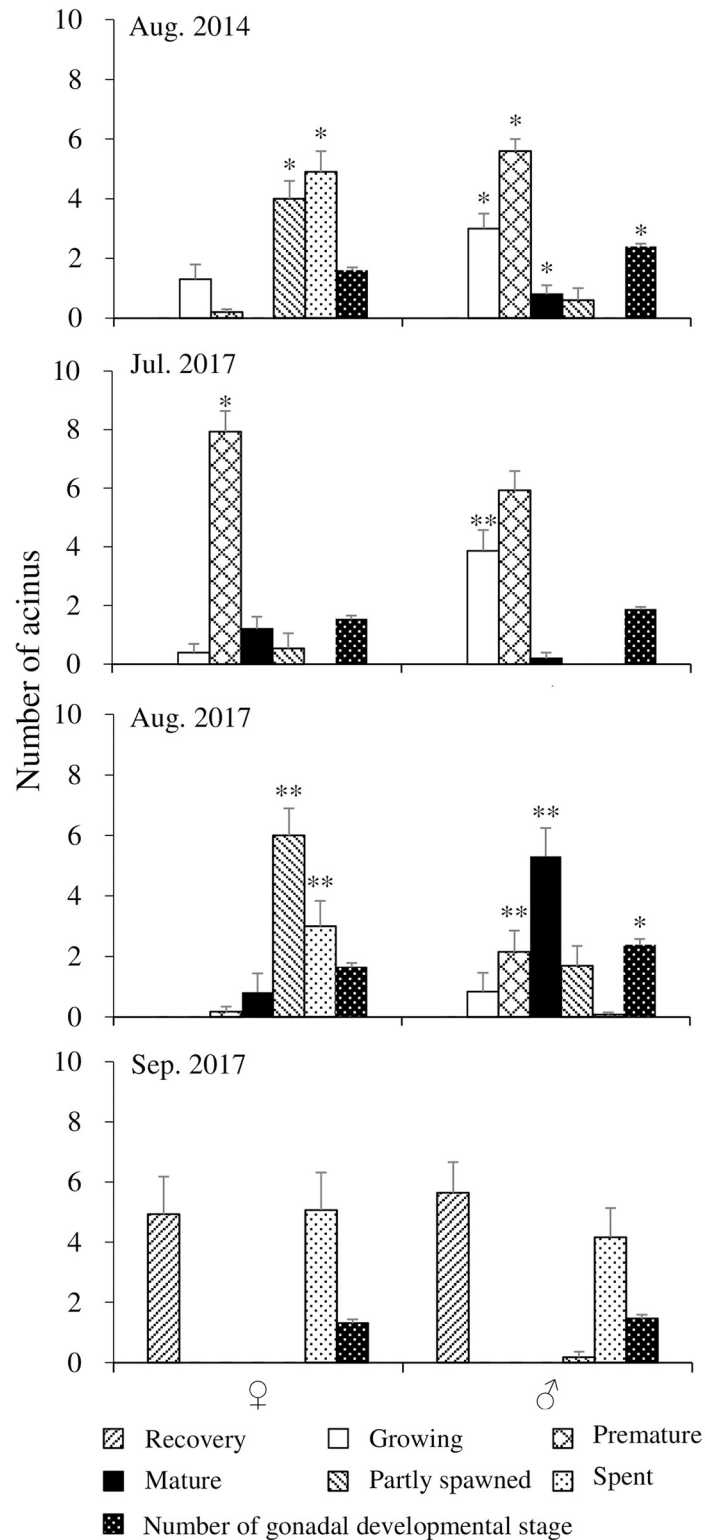 Aug. 2014
10
8
6
4
2
0
* * * * * *
Jul. 2017
10
8
6
4
2
0
* **
Number of acinus
Aug. 2017
10
8
6
4
2
0
** ** ** ** *
Sep. 2017
10
8
6
4
2
0
♀ ♂
Recovery Growing Premature
Mature Partly spawned Spent
Number of gonadal developmental stage